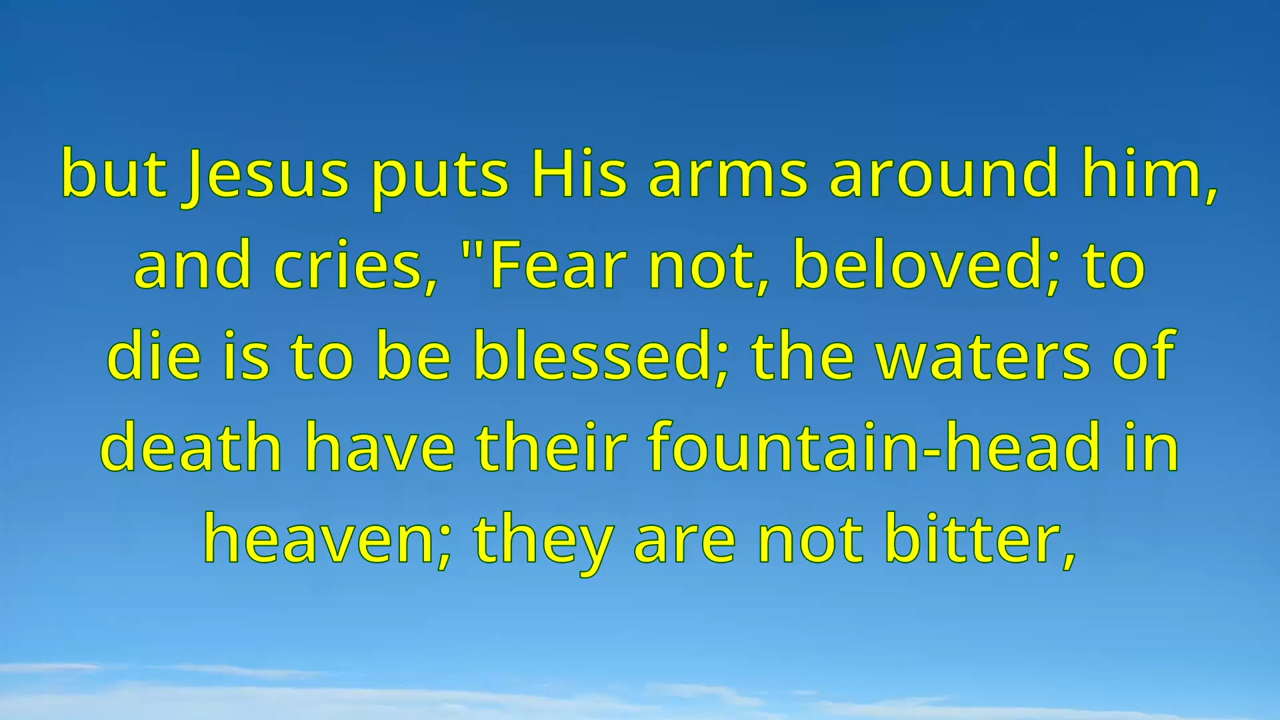 but Jesus puts His arms around him,
and cries, "Fear not, beloved; to
die is to be blessed; the waters of
death have their fountain-head in
heaven; they are not bitter,